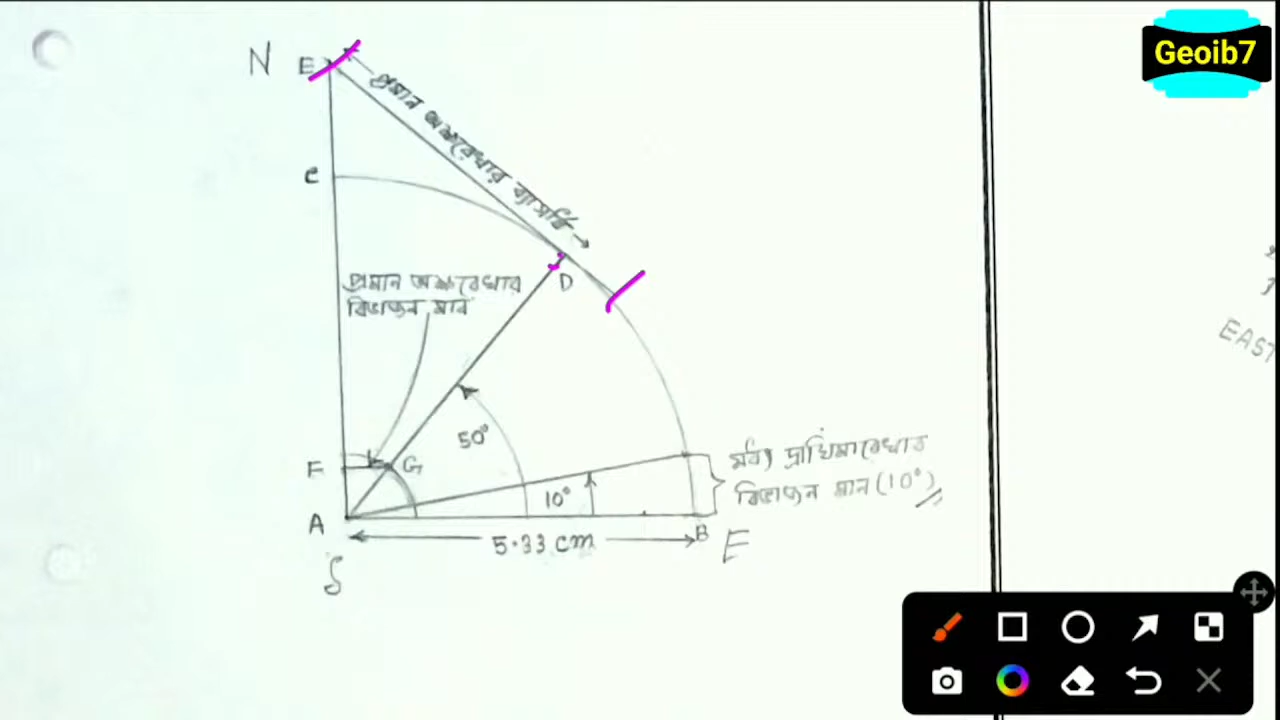 Geoib7
N
E
প্রমান অক্ষরেখার ব্যাসার্ধ
C
প্রমান অক্ষরেখার
বিভাজন মান
D
50°
F
G
মধ্য দ্রাঘিমারেখার
বিভাজন মান (10°)
10°
A
B
5.33 cm
E
S
EAST